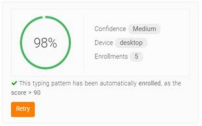 98%
Confidence Medium
Device desktop
Enrollments 5
✔ This typing pattern has been automatically enrolled, as the
score > 90.
Retry